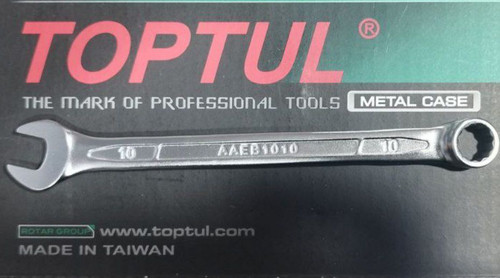 TOPTUL®
THE MARK OF PROFESSIONAL TOOLS METAL CASE
10 AAEB1010 10
ROTAR GROUP www.toptul.com
MADE IN TAIWAN